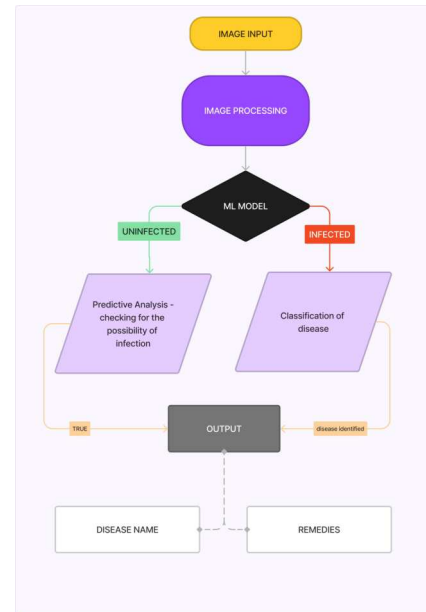 IMAGE INPUT
IMAGE PROCESSING
ML MODEL
UNINFECTED
INFECTED
Predictive Analysis -
checking for the
possibility of
infection
Classification of
disease
TRUE
OUTPUT
disease identified
DISEASE NAME
REMEDIES